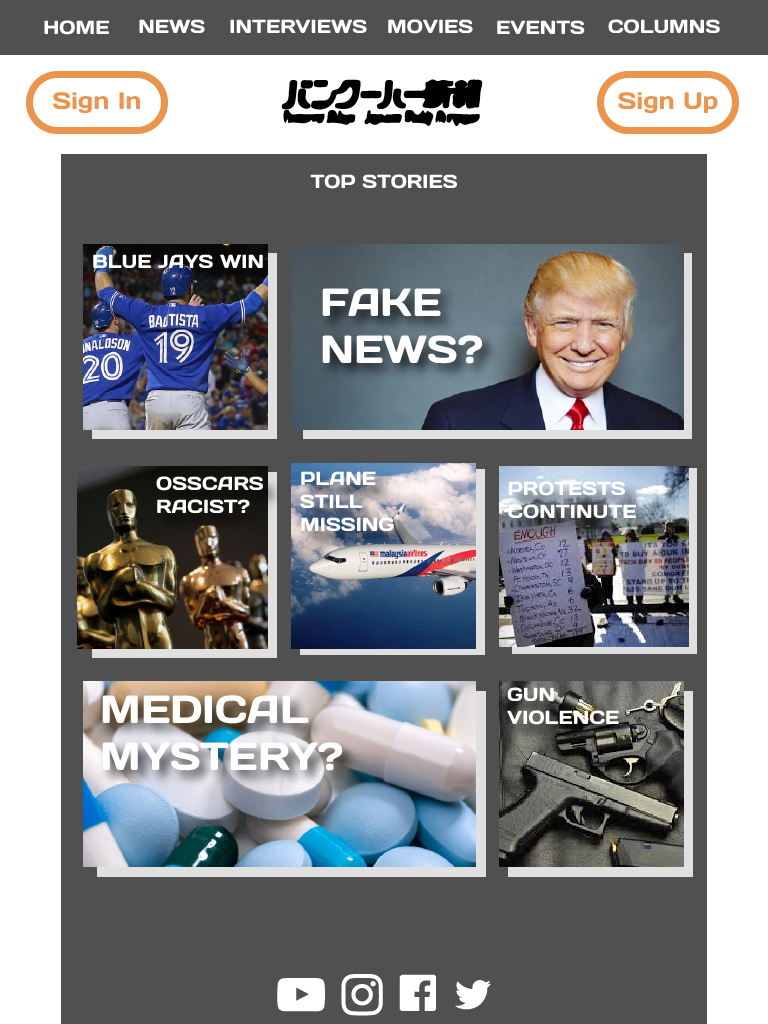 HOME NEWS INTERVIEWS MOVIES EVENTS COLUMNS
Sign In
バンクーバー新報
Sign Up
TOP STORIES
BLUE JAYS WIN
BAUTISTA
19
20
FAKE
NEWS?
OSSCARS
RACIST?
PLANE
STILL
MISSING
malaysia airlines
PROTESTS
CONTINUTE
ENOUGH
MEDICAL
MYSTERY?
GUN
VIOLENCE